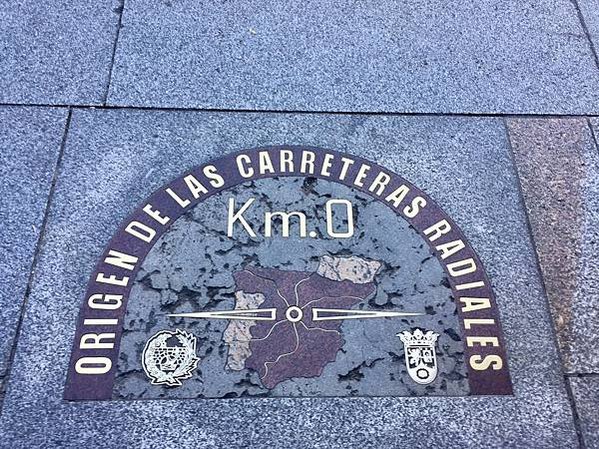 ORIGEN DE LAS CARRETERAS RADIALES
Km.0